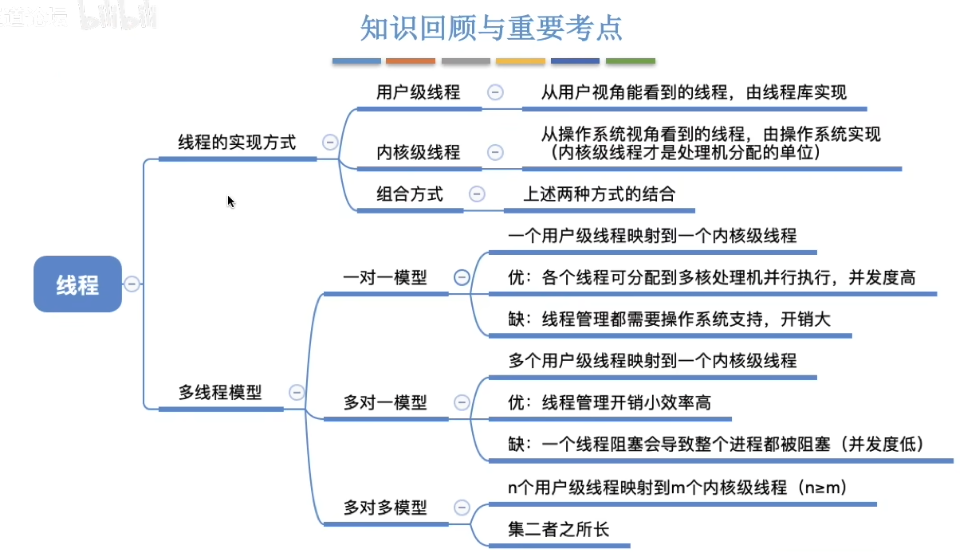 bilibili
知识回顾与重要考点
线程
线程的实现方式
用户级线程
从用户视角能看到的线程，由线程库实现
内核级线程
从操作系统视角看到的线程，由操作系统实现
（内核级线程才是处理机分配的单位）
组合方式
上述两种方式的结合
多线程模型
一对一模型
一个用户级线程映射到一个内核级线程
优：各个线程可分配到多核处理机并行执行，并发度高
缺：线程管理都需要操作系统支持，开销大
多对一模型
多个用户级线程映射到一个内核级线程
优：线程管理开销小效率高
缺：一个线程阻塞会导致整个进程都被阻塞（并发度低）
多对多模型
n个用户级线程映射到m个内核级线程（n≥m）
集二者之所长